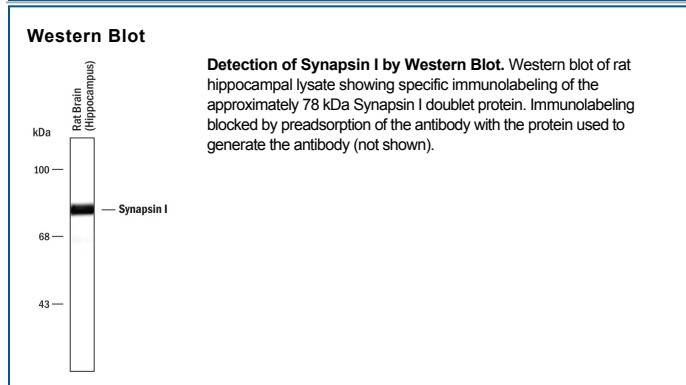 Western Blot
Rat Brain
(Hippocampus)
kDa
100
Synapsin I
68
43
Detection of Synapsin I by Western Blot. Western blot of rat
hippocampal lysate showing specific immunolabeling of the
approximately 78 kDa Synapsin I doublet protein. Immunolabeling
blocked by preadsorption of the antibody with the protein used to
generate the antibody (not shown).